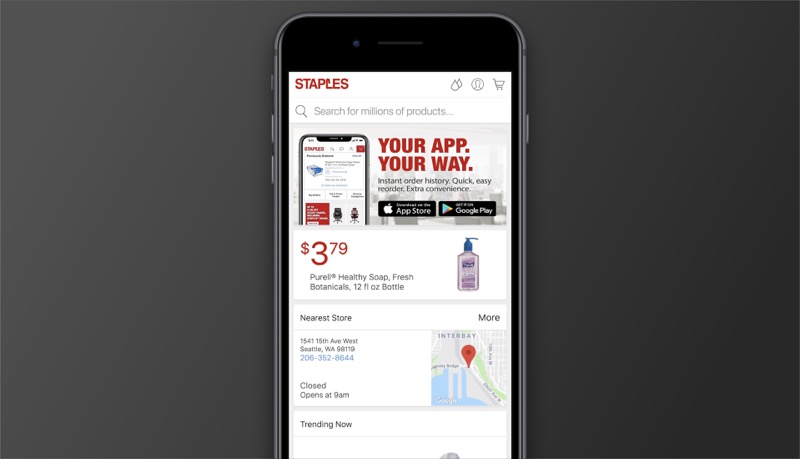 STAPLES
Search for millions of products...
STAPLES
YOUR APP.
YOUR WAY.
Instant order history. Quick, easy
reorder. Extra convenience.
Download on the
App Store
GET IT ON
Google Play
$3 79
Purell® Healthy Soap, Fresh
Botanicals, 12 fl oz Bottle
Nearest Store
More
1541 15th Ave West
Seattle, WA 98119
206-352-8644
Closed
Opens at 9am
INTERBAY
Google
Trending Now